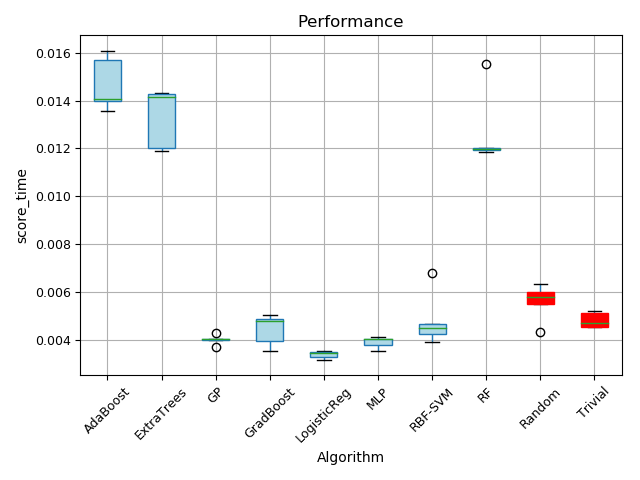 Performance
0.016
0.014
0.012
0.010
0.008
0.006
0.004
score_time
AdaBoost
ExtraTrees
GP
GradBoost
LogisticReg
MLP
RBF-SVM
RF
Random
Trivial
Algorithm